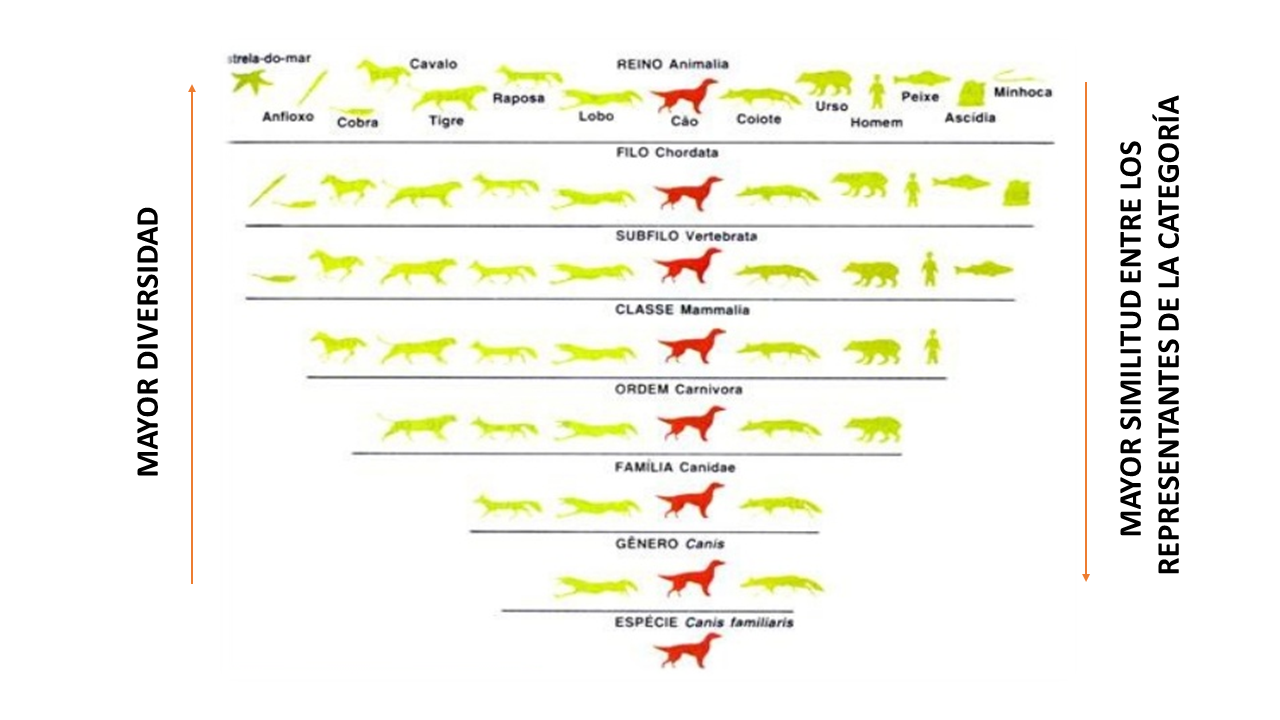 MAYOR DIVERSIDAD
strela-do-mar
Cavalo
REINO Animalia
Anfioxo
Cobra
Tigre
Raposa
Lobo
Cão
Coiote
Urso
Homem
Peixe
Ascídia
Minhoca
FILO Chordata
SUBFILO Vertebrata
CLASSE Mammalia
ORDEM Carnivora
FAMÍLIA Canidae
GÊNERO Canis
ESPÉCIE Canis familiaris
MAYOR SIMILITUD ENTRE LOS
REPRESENTANTES DE LA CATEGORÍA